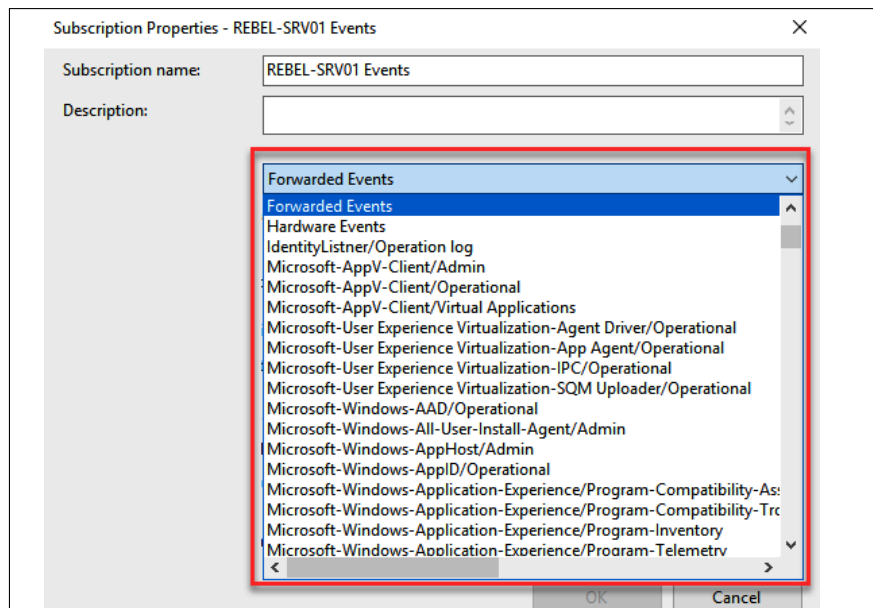 Subscription Properties - REBEL-SRV01 Events
Subscription name:
REBEL-SRV01 Events
Description:
Forwarded Events
Forwarded Events
Hardware Events
IdentityListner/Operation log
Microsoft-AppV-Client/Admin
Microsoft-AppV-Client/Operational
Microsoft-AppV-Client/Virtual Applications
Microsoft-User Experience Virtualization-Agent Driver/Operational
Microsoft-User Experience Virtualization-App Agent/Operational
Microsoft-User Experience Virtualization-IPC/Operational
Microsoft-User Experience Virtualization-SQM Uploader/Operational
Microsoft-Windows-AAD/Operational
Microsoft-Windows-All-User-Install-Agent/Admin
Microsoft-Windows-AppHost/Admin
Microsoft-Windows-AppID/Operational
Microsoft-Windows-Application-Experience/Program-Compatibility-Ass
Microsoft-Windows-Application-Experience/Program-Compatibility-Tro
Microsoft-Windows-Application-Experience/Program-Inventory
Microsoft-Windows-Application-Experience/Program-Telemetry
OK
Cancel